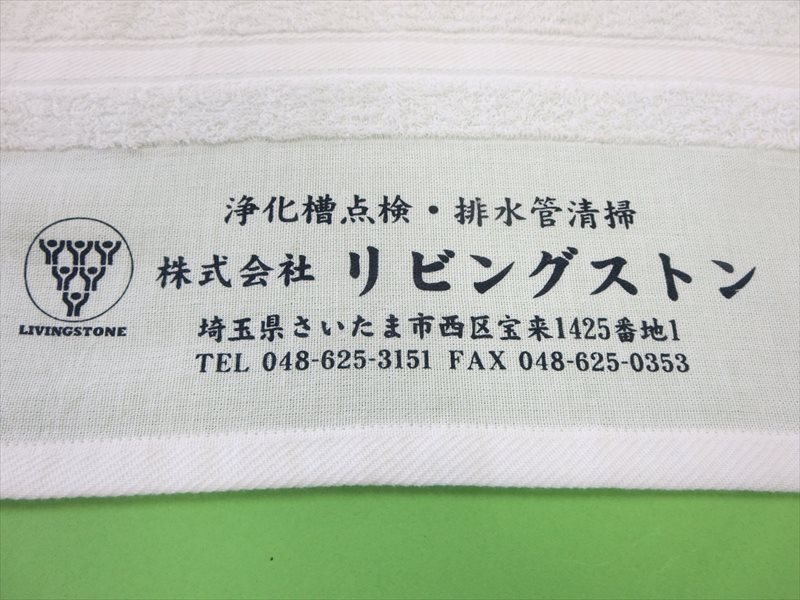 浄化槽点検・排水管清掃
株式会社 リビングストン
LIVINGSTONE
埼玉県さいたま市西区宝来1425番地1
TEL 048-625-3151 FAX 048-625-0353